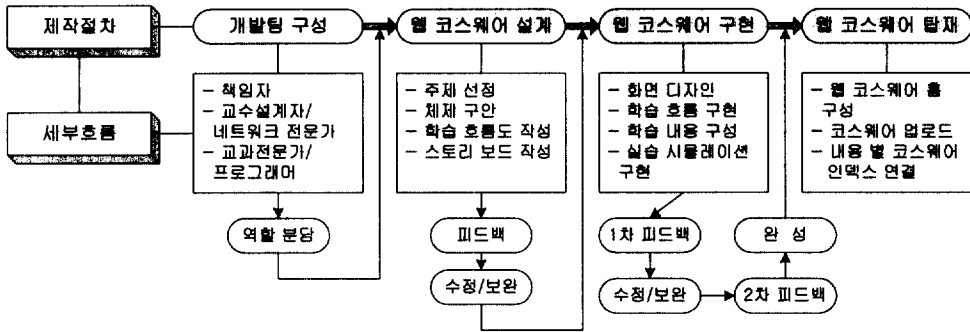 제작절차
개발팀 구성
웹 코스웨어 설계
웹 코스웨어 구현
웹 코스웨어 탑재
세부흐름
- 책임자
- 교수설계자/
네트워크 전문가
- 교과전문가/
프로그래머
- 주제 선정
- 체제 구안
- 학습 흐름도 작성
- 스토리 보드 작성
- 화면 디자인
- 학습 흐름 구현
- 학습 내용 구성
- 실습 시뮬레이션
구현
- 웹 코스웨어 홈
구성
- 코스웨어 업로드
- 내용 별 코스웨어
인덱스 연결
역할 분담
피드백
1차 피드백
완 성
수정/보완
수정/보완
2차 피드백